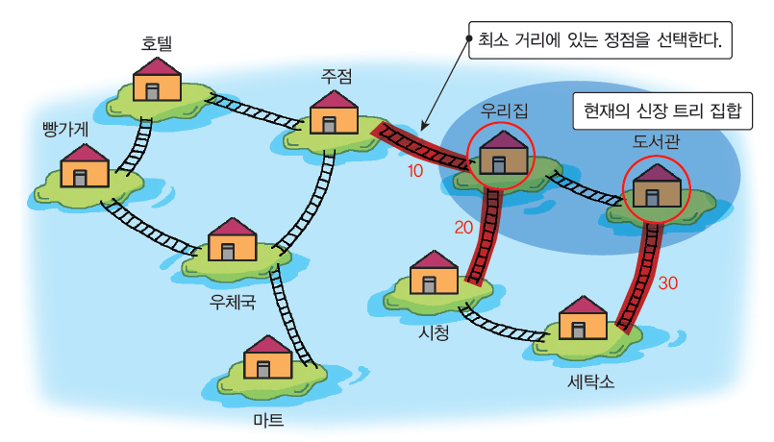 최소 거리에 있는 정점을 선택한다.
호텔
주점
우리집
현재의 신장 트리 집합
도서관
빵가게
10
20
30
우체국
시청
세탁소
마트